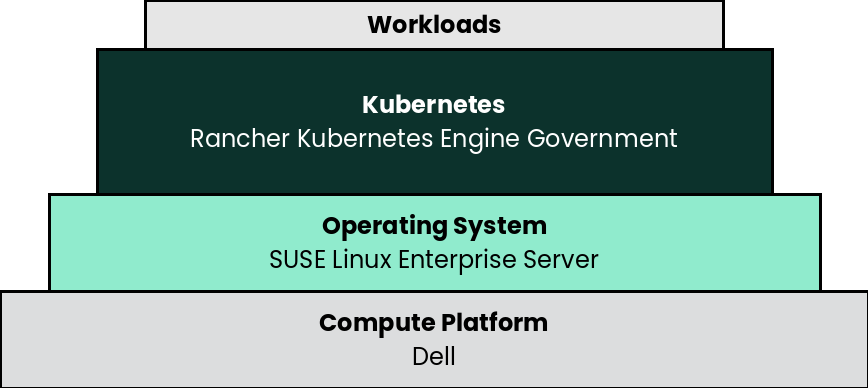 Workloads
Kubernetes
Rancher Kubernetes Engine Government
Operating System
SUSE Linux Enterprise Server
Compute Platform
Dell